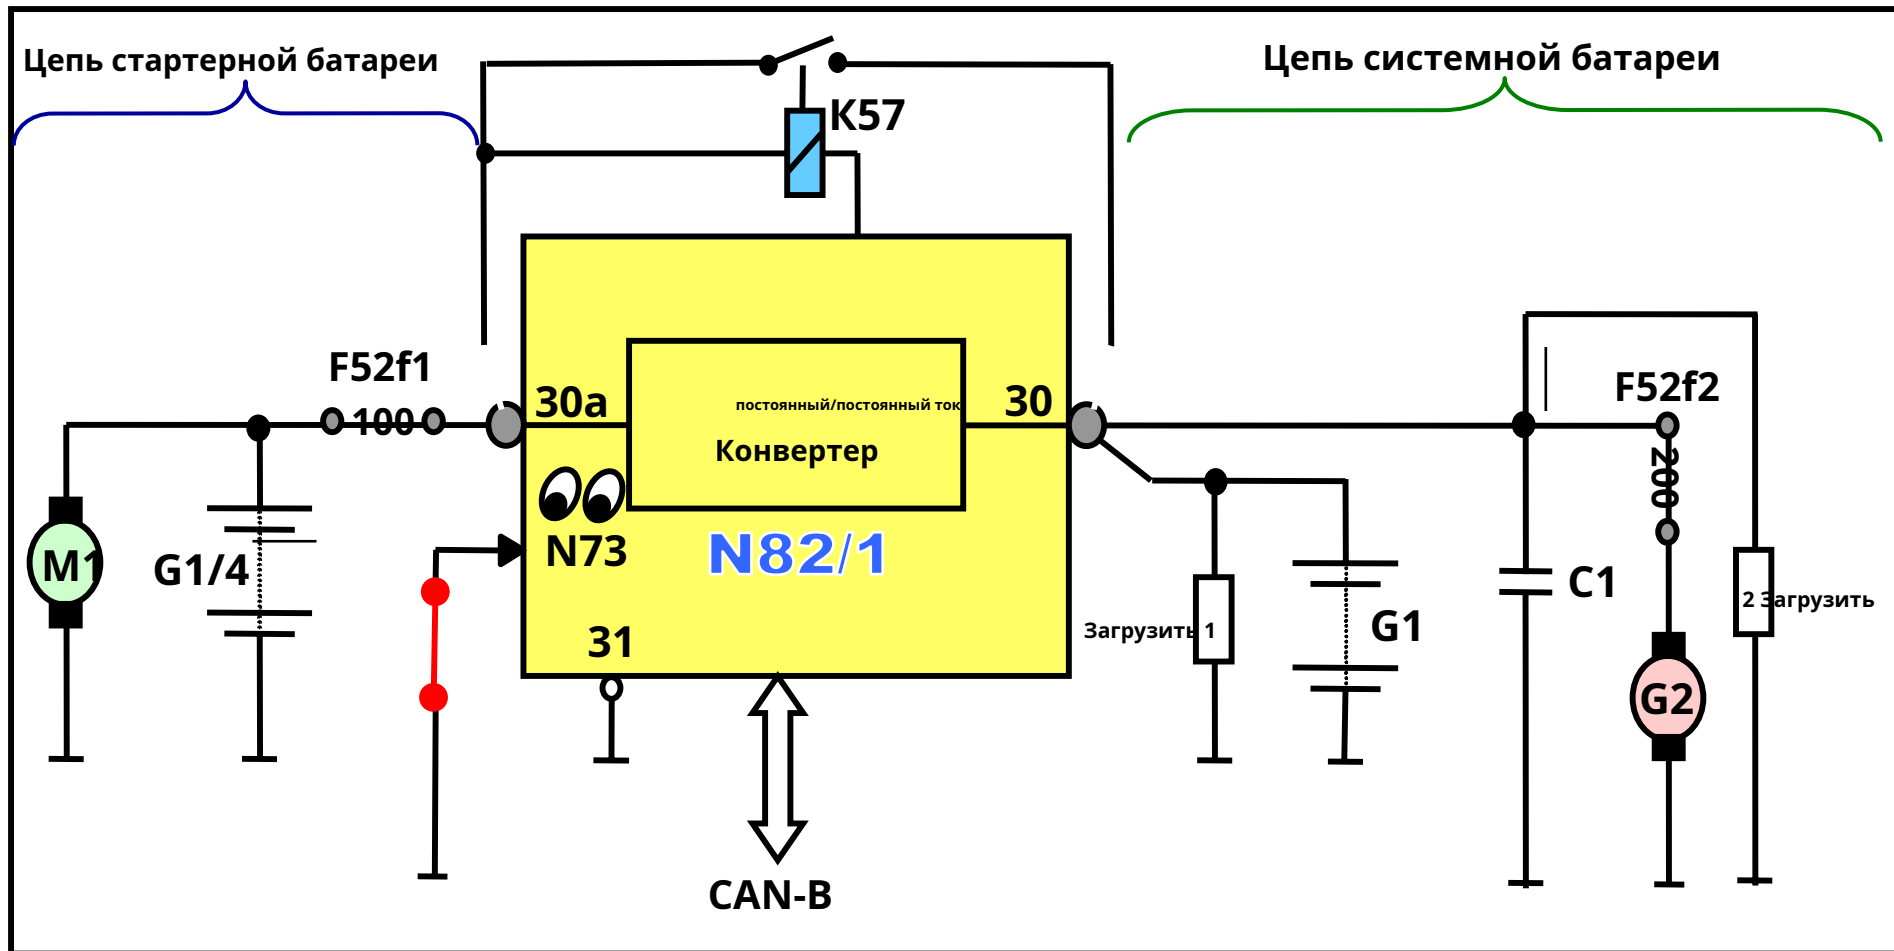 Цепь стартерной батареи
Цепь системной батареи
K57
F52f1
100
30a
30
постоянный/постоянный ток
Конвертер
F52f2
200
M1
G1/4
N73
N82/1
31
Загрузить 1
G1
C1
2 Загрузить
G2
CAN-B